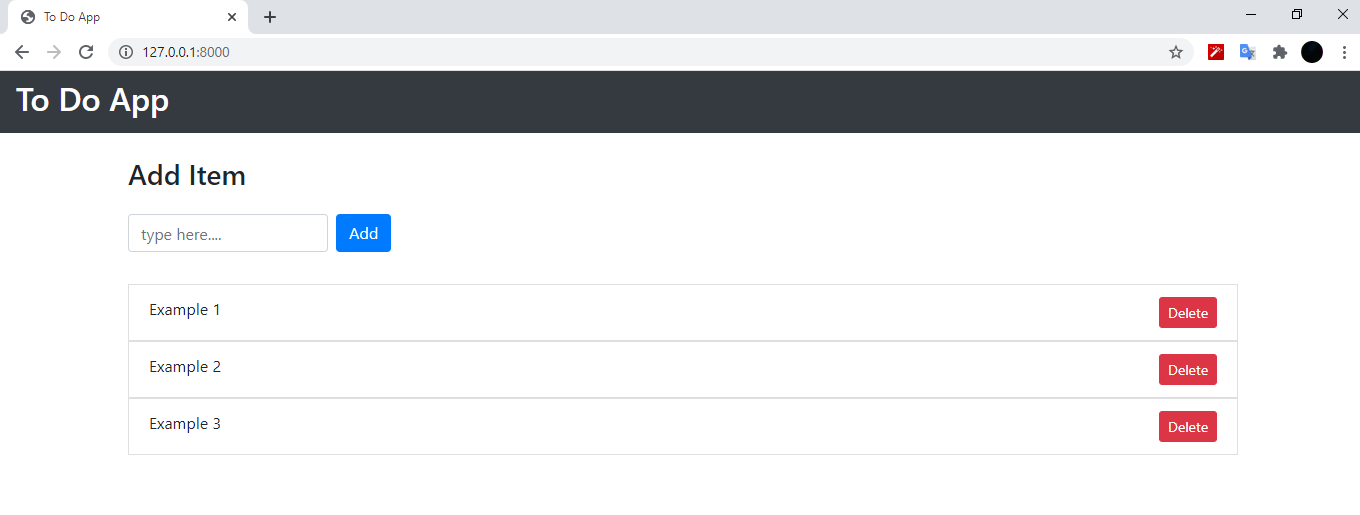 To Do App
127.0.0.1:8000
To Do App
Add Item
type here....
Add
Example 1 Delete
Example 2 Delete
Example 3 Delete